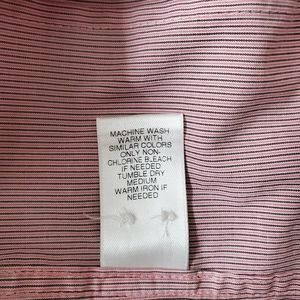 MACHINE WASH
WARM WITH
SIMILAR COLORS
ONLY NON-
CHLORINE BLEACH
IF NEEDED
TUMBLE DRY
MEDIUM
WARM IRON IF
NEEDED